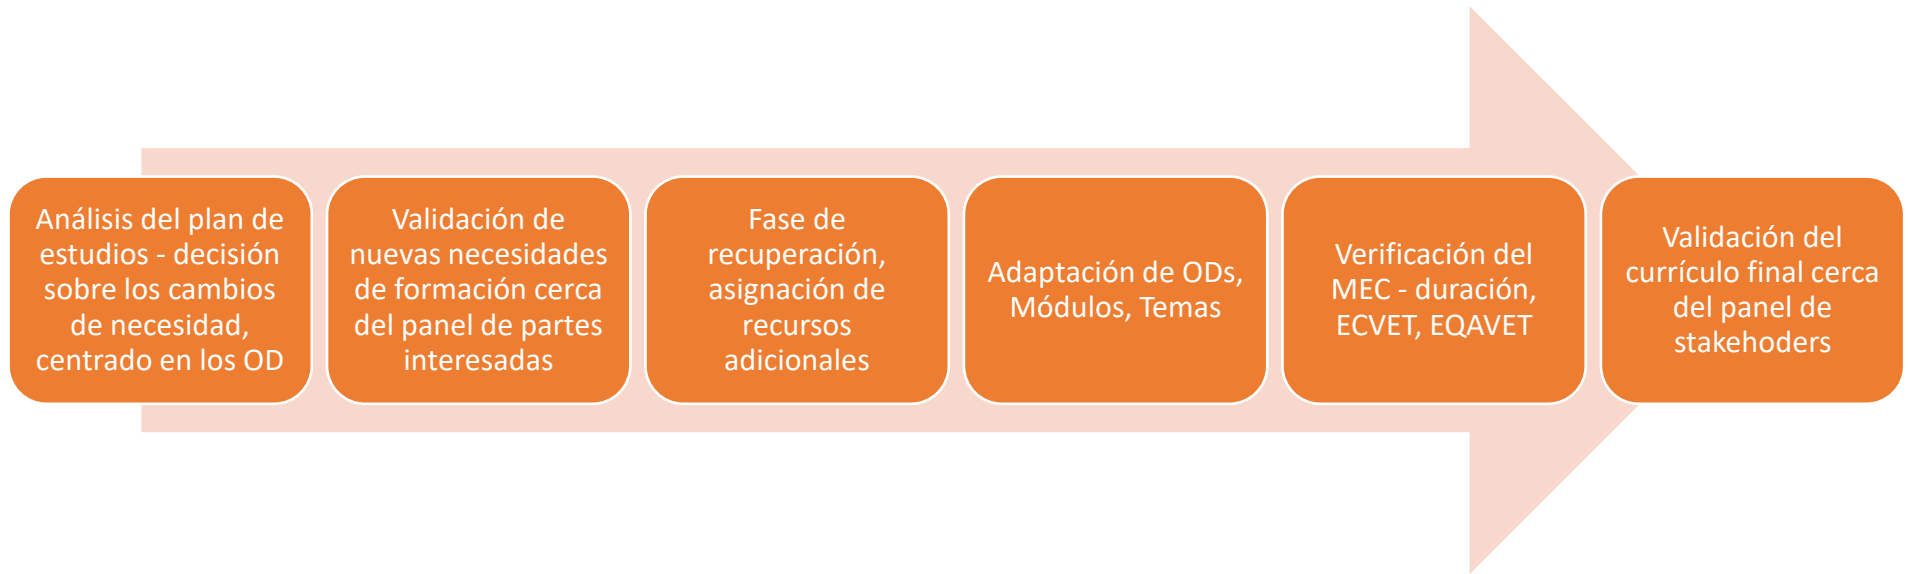 Análisis del plan de
estudios - decisión
sobre los cambios
de necesidad,
centrado en los OD
Validación de
nuevas necesidades
de formación cerca
del panel de partes
interesadas
Fase de
recuperación,
asignación de
recursos
adicionales
Adaptación de ODs,
Módulos, Temas
Verificación del
MEC - duración,
ECVET, EQAVET
Validación del
currículo final cerca
del panel de
stakehoders